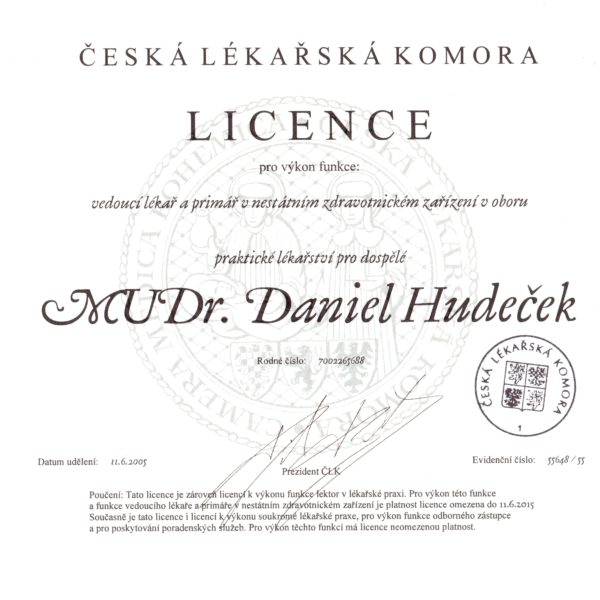 ČESKÁ LÉKAŘSKÁ KOMORA
LICENCE
pro výkon funkce:
vedoucí lékař a primář v nestátním zdravotnickém zařízení v oboru
praktické lékařství pro dospělé
MUDr. Daniel Hudeček
Rodné číslo: 7002265688
ČESKÁ LÉKAŘSKÁ KOMORA
1
Datum udělení: 11.6.2005
Prezident ČLK
Evidenční číslo: 55648/55
Poučení: Tato licence je zároveň licencí k výkonu funkce lektor v lékařské praxi. Pro výkon této funkce
a funkce vedoucího lékaře a primáře v nestátním zdravotnickém zařízení je platnost licence omezena do 11.6.2015
Současně je tato licence i licencí k výkonu soukromé lékařské praxe, pro výkon funkce odborného zástupce
a pro poskytování poradenských služeb. Pro výkon těchto funkcí má licence neomezenou platnost.